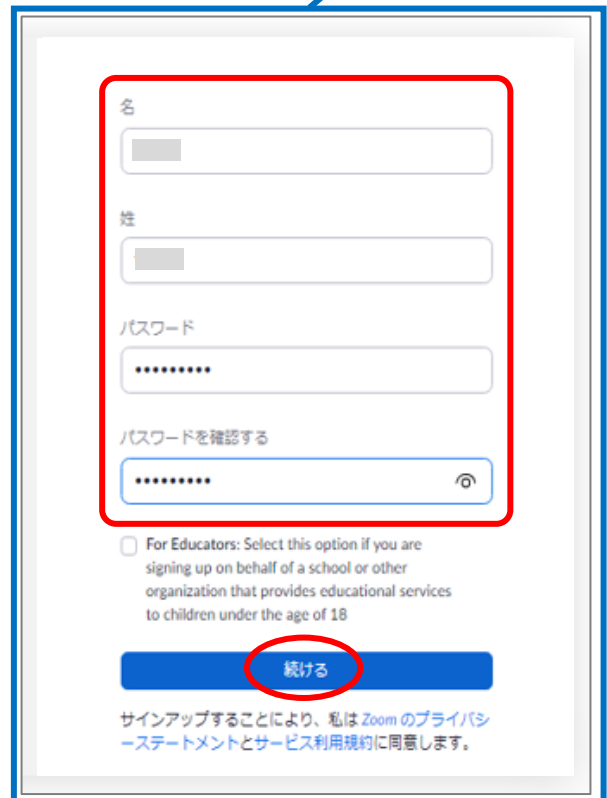 名
姓
パスワード
•••••••••
パスワードを確認する
•••••••••
For Educators: Select this option if you are
signing up on behalf of a school or other
organization that provides educational services
to children under the age of 18
続ける
サインアップすることにより、私は Zoom のプライバシ
ーステートメントとサービス利用規約に同意します。